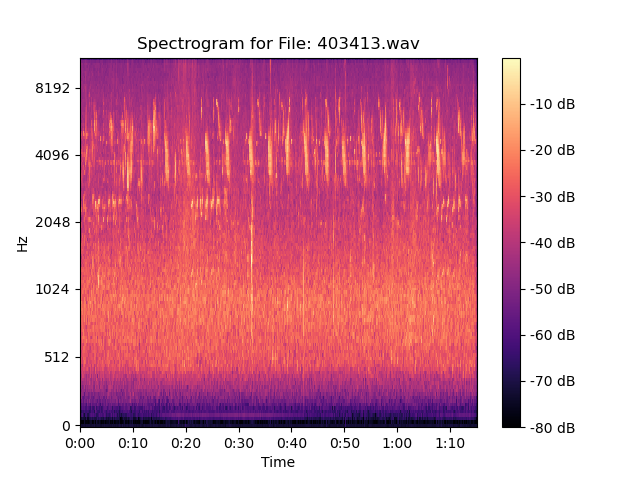 Spectrogram for File: 403413.wav
8192
4096
2048
1024
512
0
Hz
0:00 0:10 0:20 0:30 0:40 0:50 1:00 1:10
Time
-10 dB
-20 dB
-30 dB
-40 dB
-50 dB
-60 dB
-70 dB
-80 dB